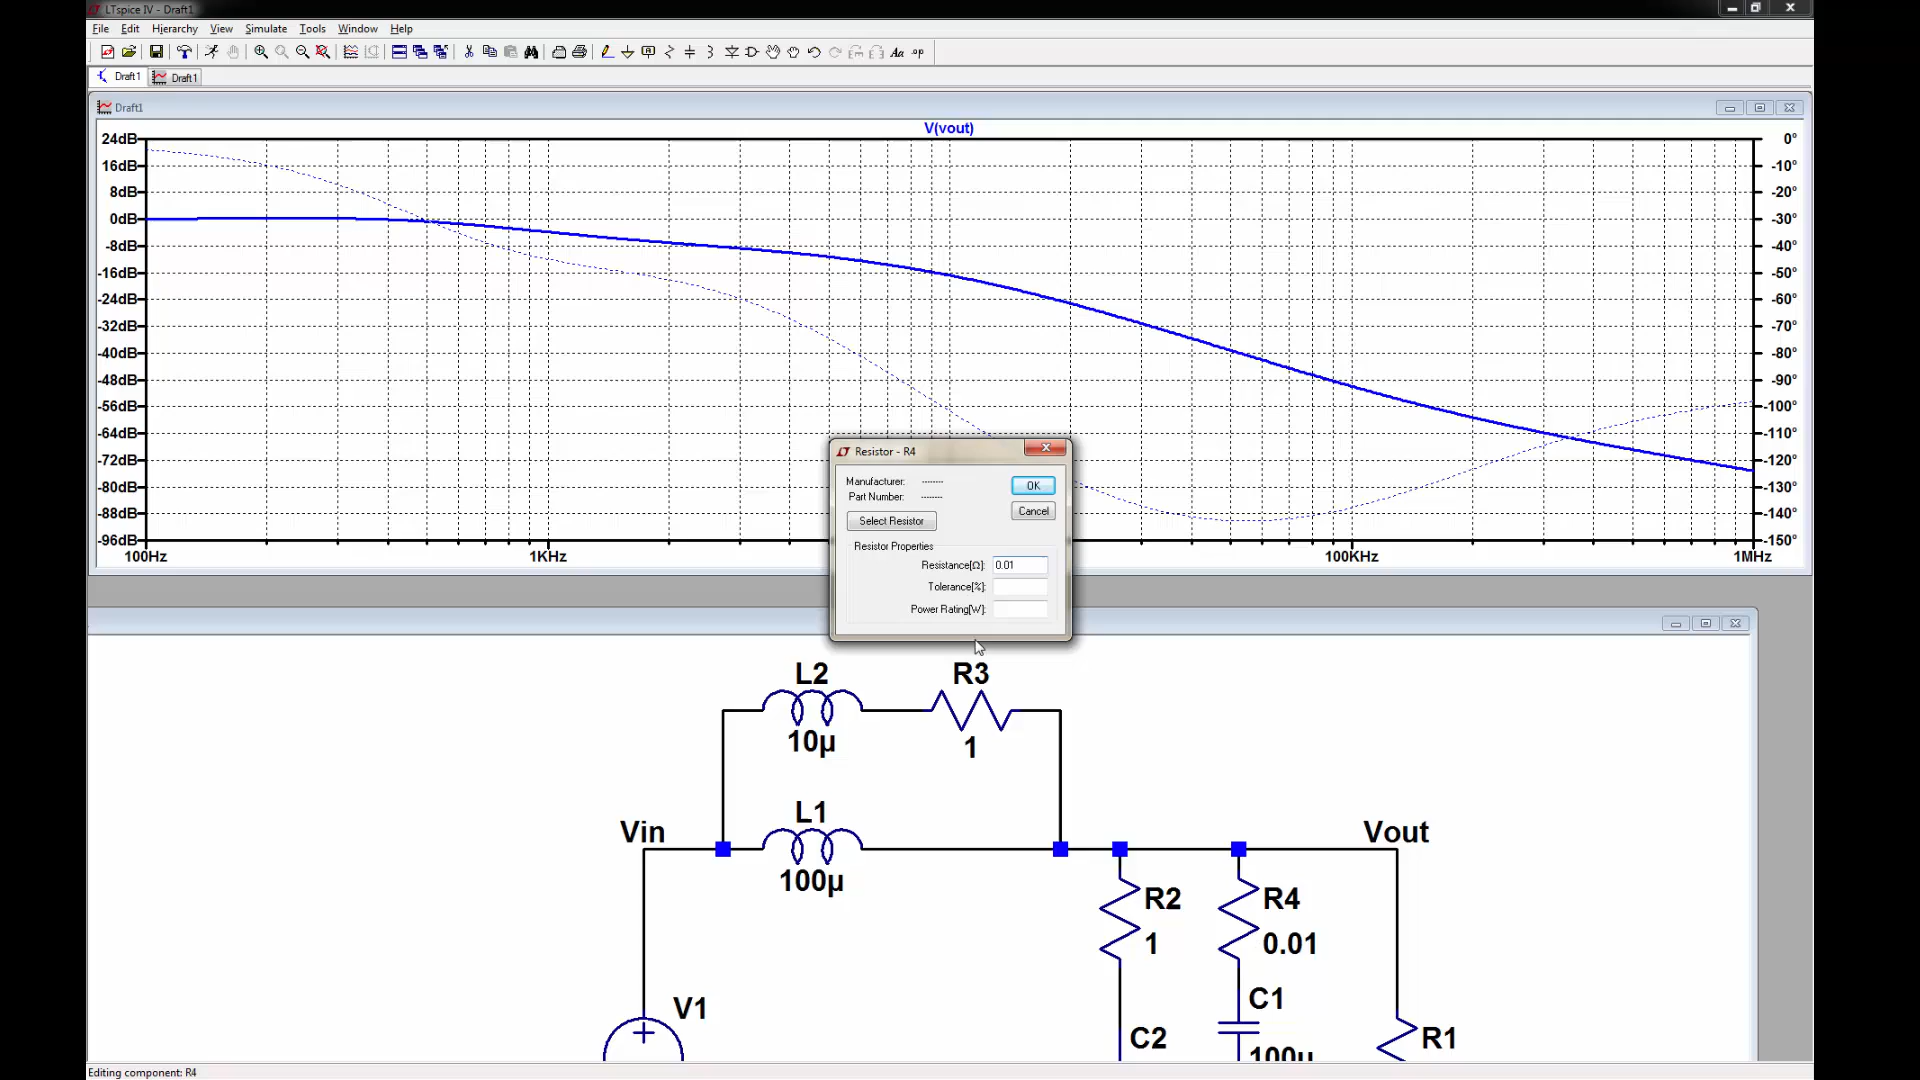 LTspice IV - Draft1
File Edit Hierarchy View Simulate Tools Window Help
Draft1 Draft1
Draft1
V(vout)
24dB 0°
16dB -10°
8dB -20°
0dB -30°
-8dB -40°
-16dB -50°
-24dB -60°
-32dB -70°
-40dB -80°
-48dB -90°
-56dB -100°
-64dB -110°
-72dB -120°
-80dB -130°
-88dB -140°
-96dB -150°
100Hz 1KHz 100KHz 1MHz
Resistor - R4
Manufacturer: --------
OK
Part Number: --------
Cancel
Select Resistor
Resistor Properties
Resistance[Ω]: 0.01
Tolerance[%]:
Power Rating[W]:
L2 R3
10µ 1
L1
Vin Vout
100µ
R2 R4
1 0.01
V1 C1
C2 R1
100µ
Editing component: R4